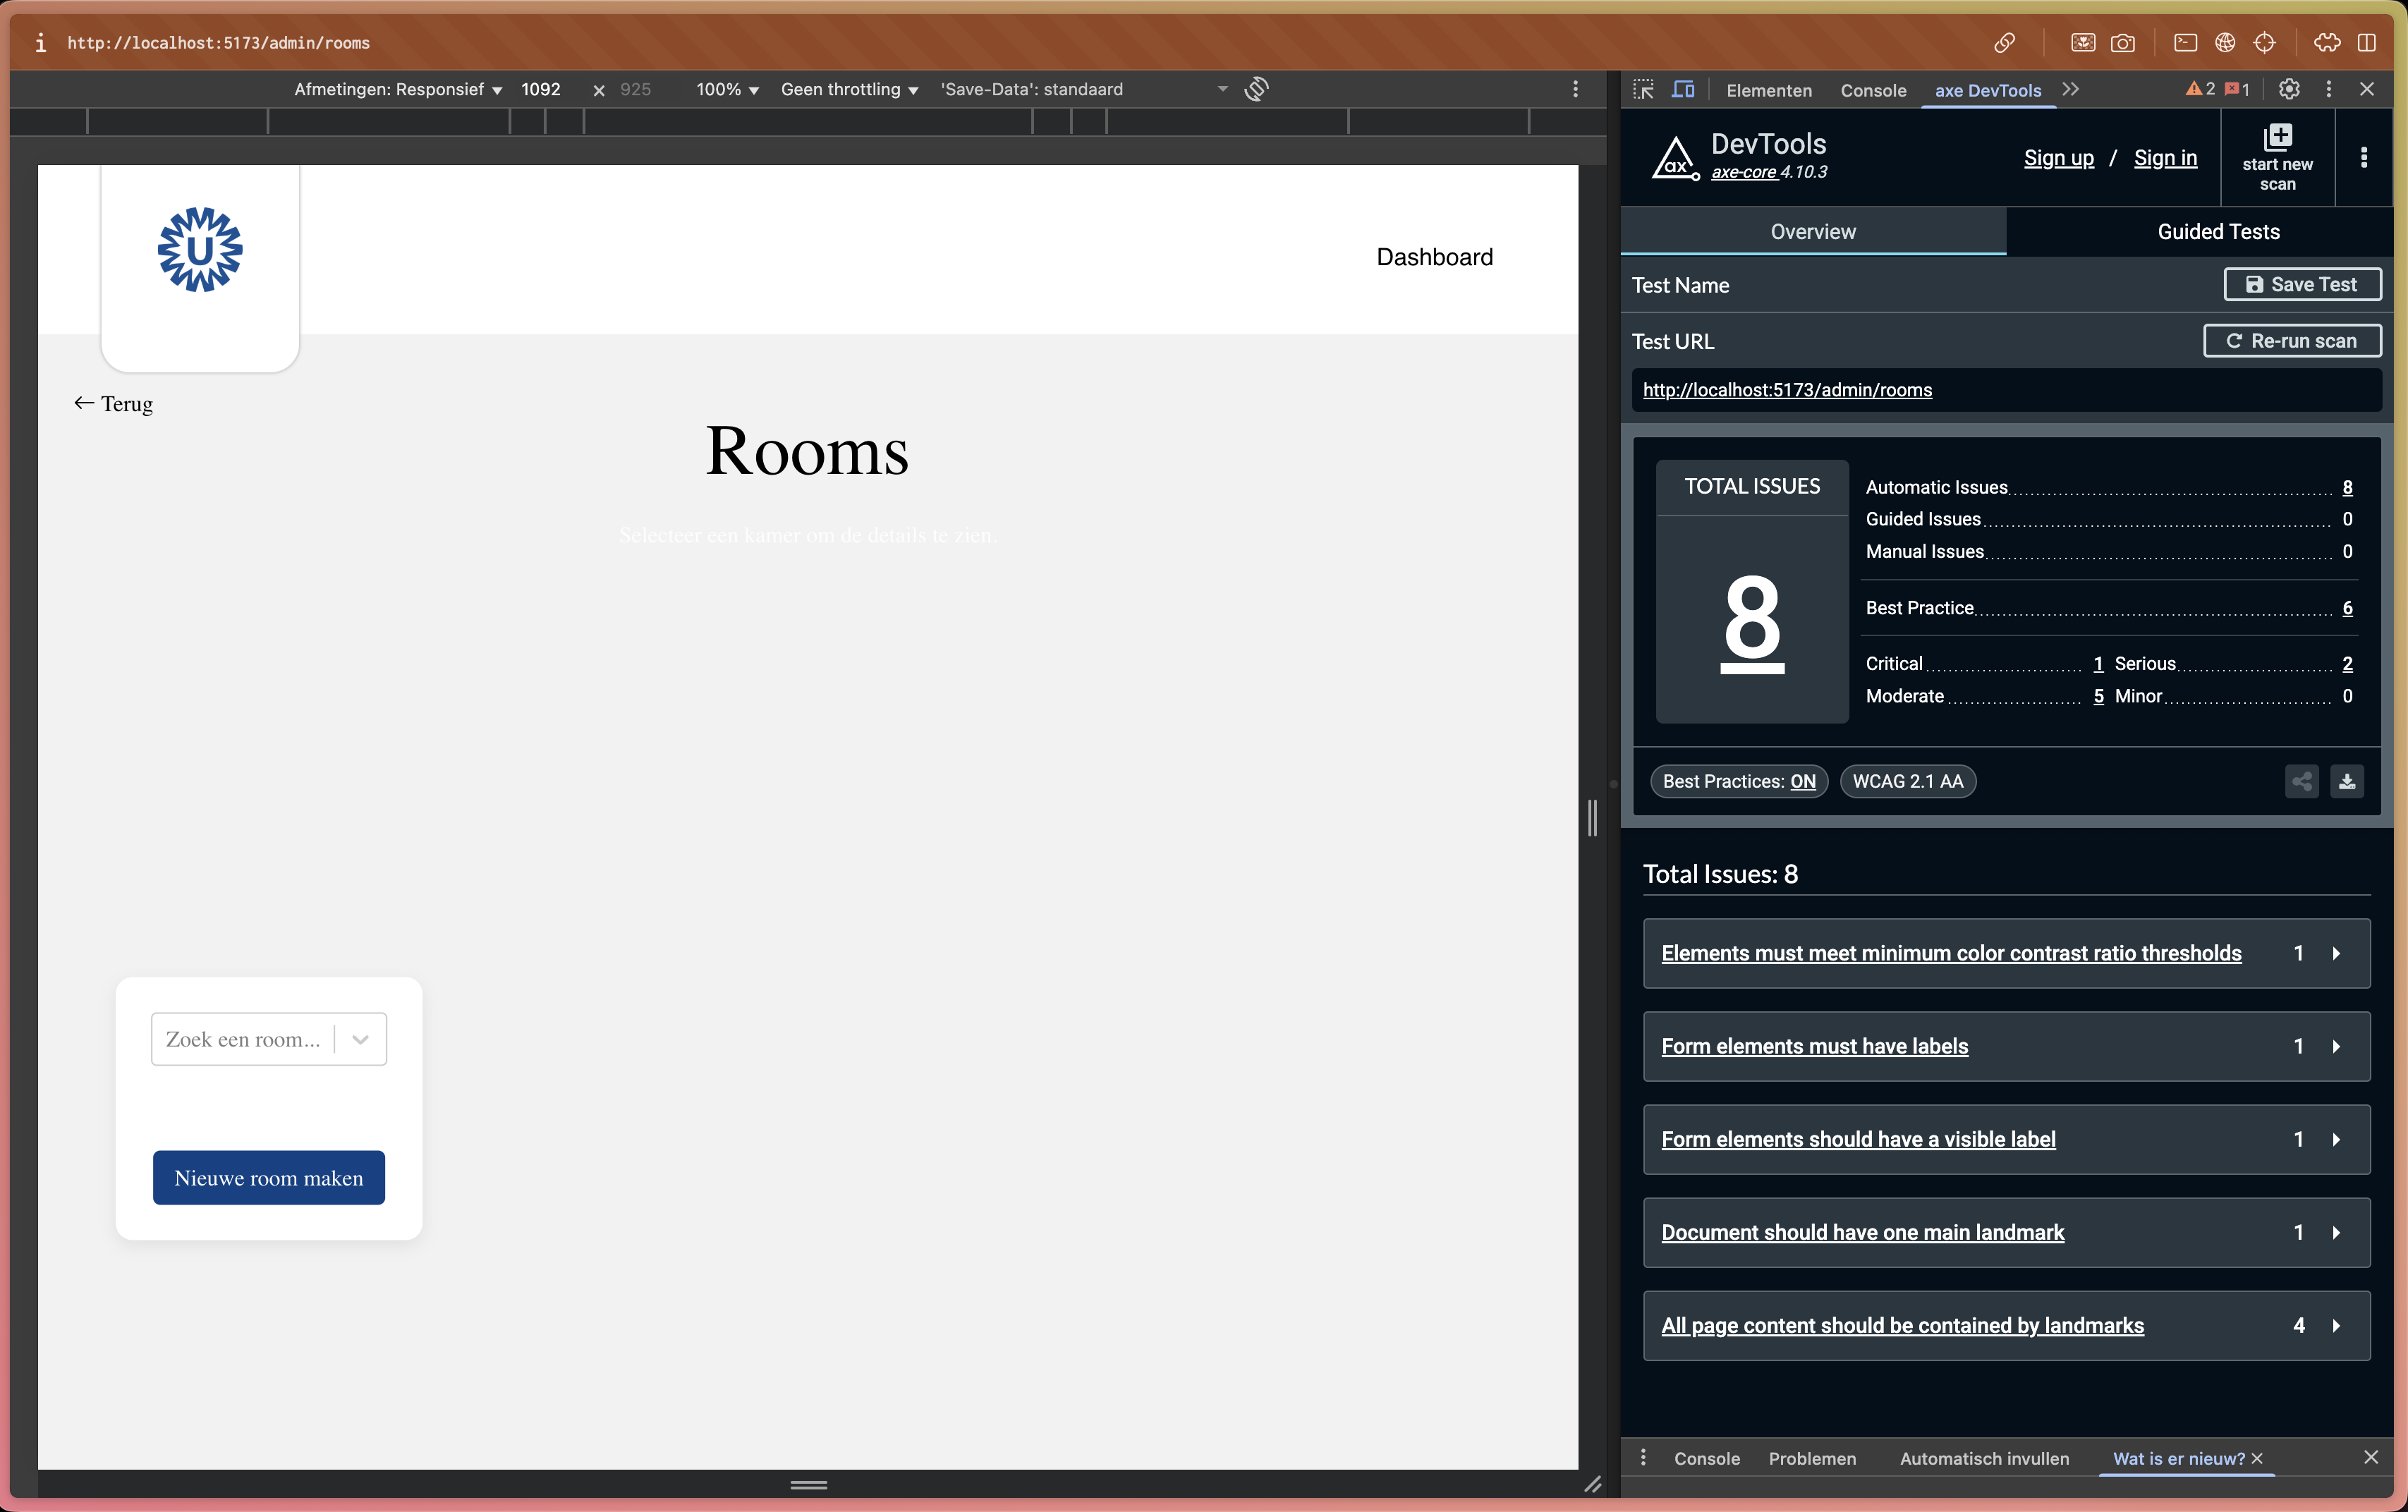 http://localhost:5173/admin/rooms
Afmetingen: Responsief 1092 × 925 100% Geen throttling 'Save-Data': standaard
U
Dashboard
← Terug
Rooms
Selecteer een kamer om de details te zien.
Zoek een room...
Nieuwe room maken
Elementen Console axe DevTools 2 1
ax
DevTools
axe-core 4.10.3
Sign up / Sign in
start new
scan
Overview Guided Tests
Test Name Save Test
Test URL Re-run scan
http://localhost:5173/admin/rooms
TOTAL ISSUES
8
Automatic Issues 8
Guided Issues 0
Manual Issues 0
Best Practice 6
Critical 1 Serious 2
Moderate 5 Minor 0
Best Practices: ON WCAG 2.1 AA
Total Issues: 8
Elements must meet minimum color contrast ratio thresholds 1
Form elements must have labels 1
Form elements should have a visible label 1
Document should have one main landmark 1
All page content should be contained by landmarks 4
Console Problemen Automatisch invullen Wat is er nieuw?